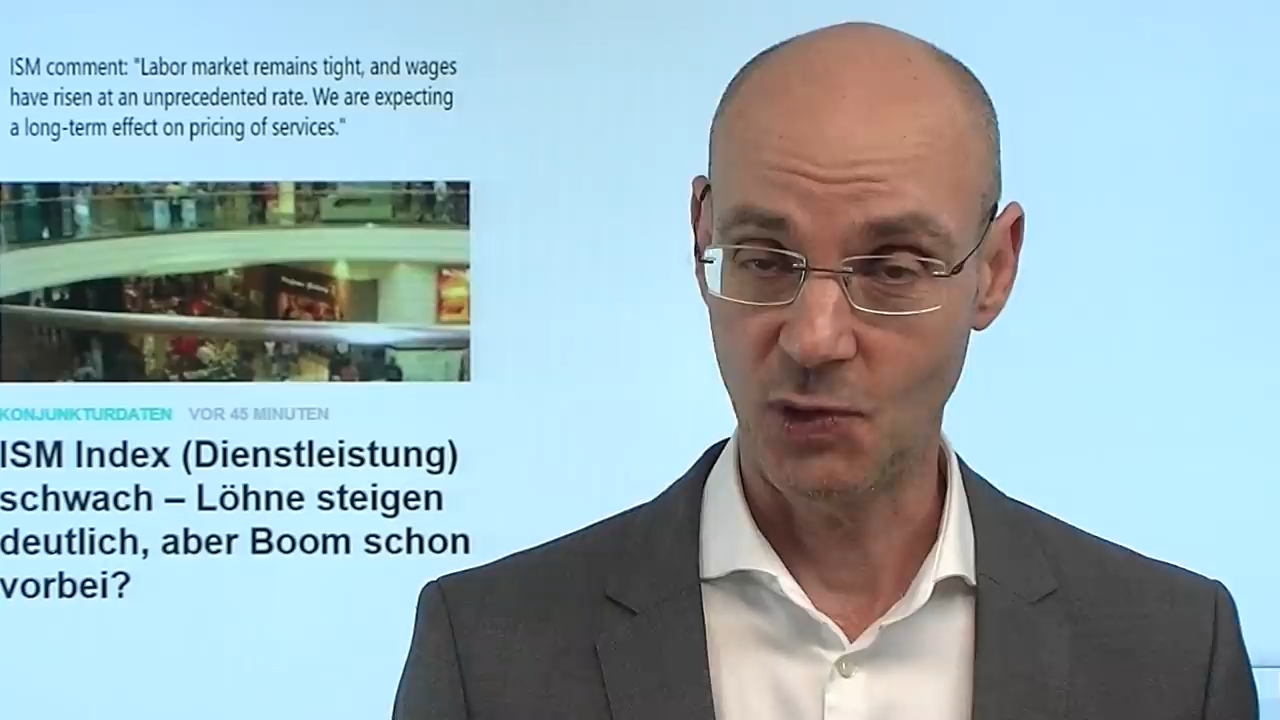 ISM comment: "Labor market remains tight, and wages
have risen at an unprecedented rate. We are expecting
a long-term effect on pricing of services."
KONJUNKTURDATEN VOR 45 MINUTEN
ISM Index (Dienstleistung)
schwach – Löhne steigen
deutlich, aber Boom schon
vorbei?